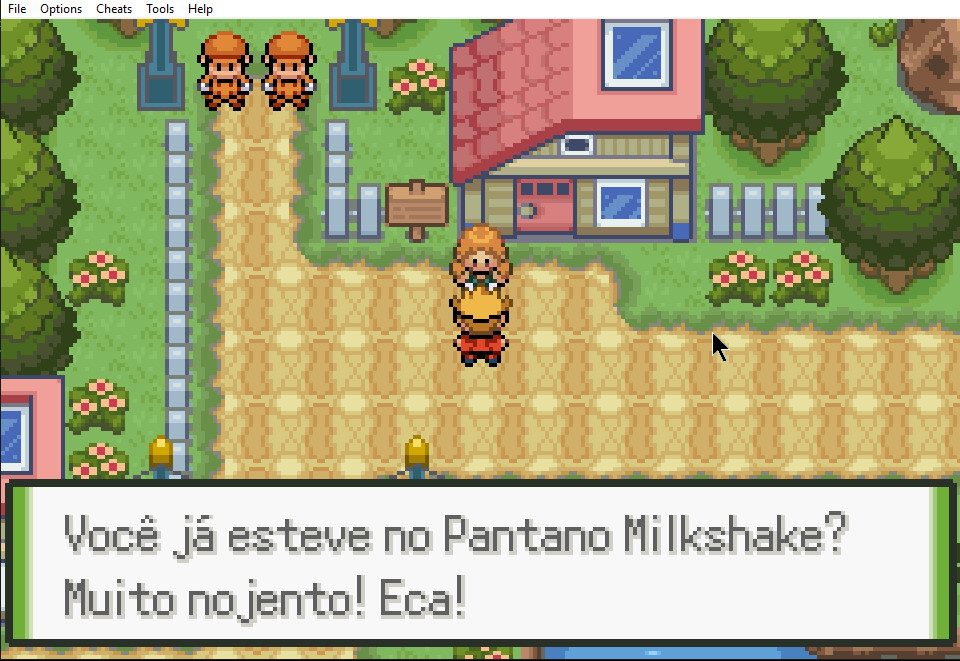 File Options Cheats Tools Help
Você já esteve no Pantano Milkshake?
Muito nojento! Eca!